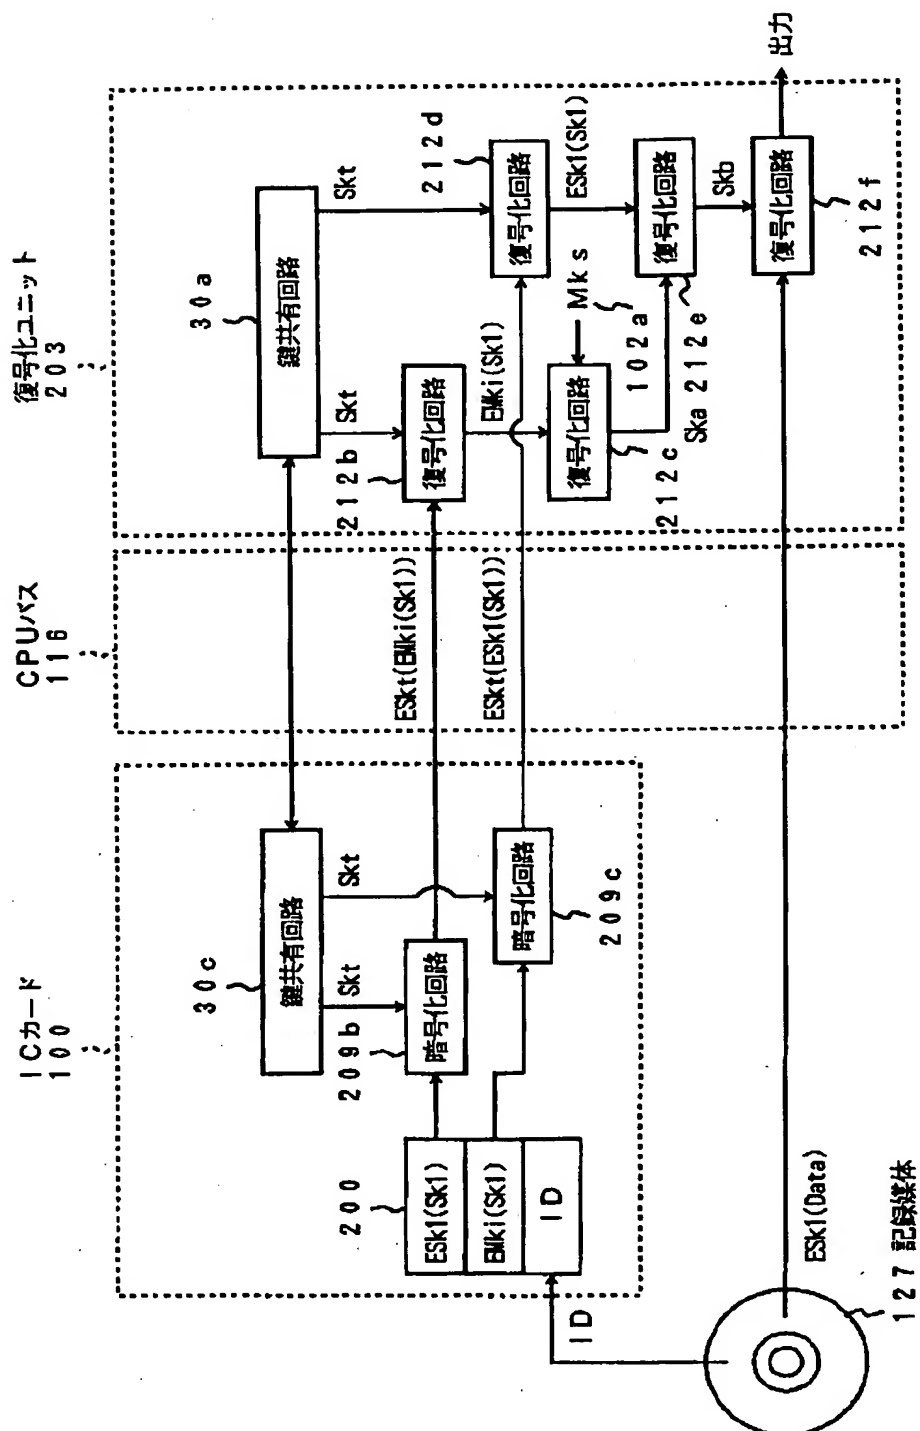 ICカード
100
CPUバス
116
復号化ユニット
203
30c
鍵共有回路
30a
鍵共有回路
Skt
Skt
Skt
Skt
200
ESk1(Sk1)
EMki(Sk1)
ID
209b
暗号化回路
暗号化回路
209c
ESkt(EMki(Sk1))
ESkt(ESk1(Sk1))
212b
復号化回路
EMki(Sk1)
212d
復号化回路
ESk1(Sk1)
Mks
102a
復号化回路
212c
Ska
212e
復号化回路
Skb
復号化回路
212f
出力
ID
ESk1(Data)
127 記録媒体